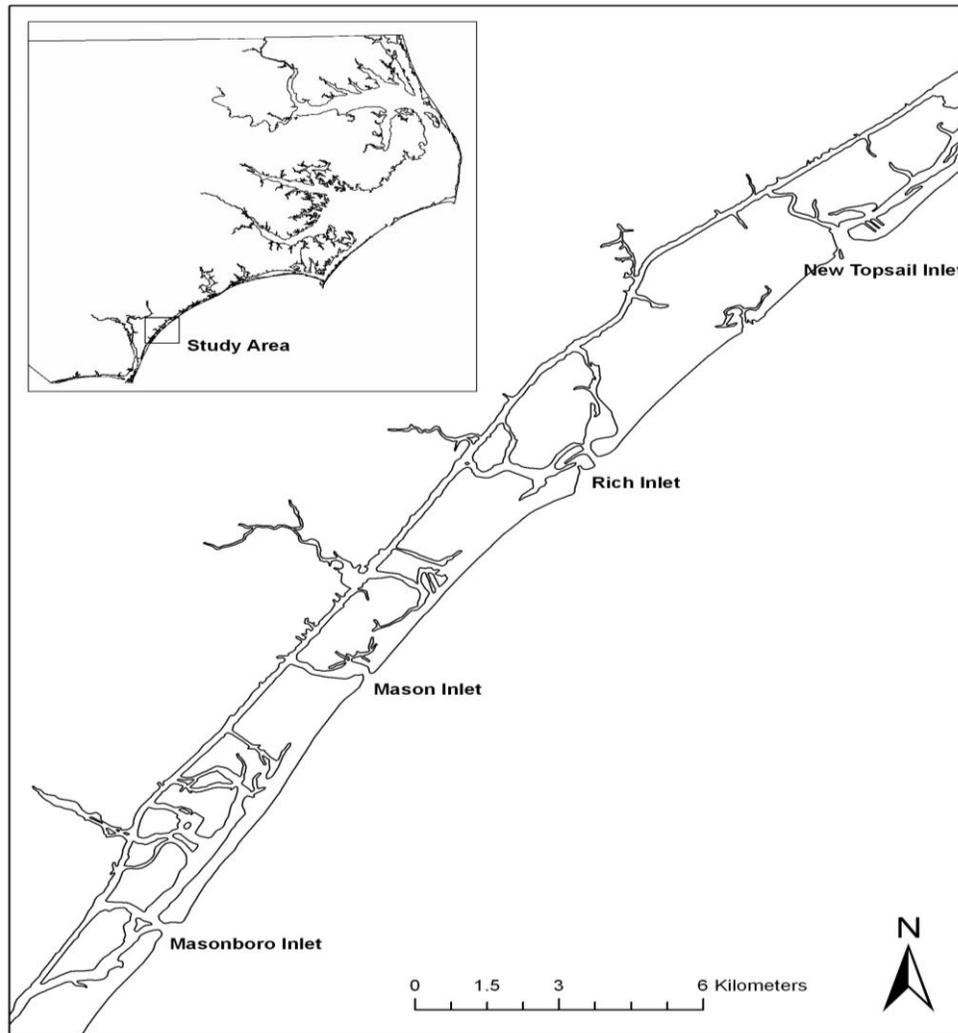 Study Area
New Topsail Inlet
Rich Inlet
Mason Inlet
Masonboro Inlet
N
0 1.5 3 6 Kilometers